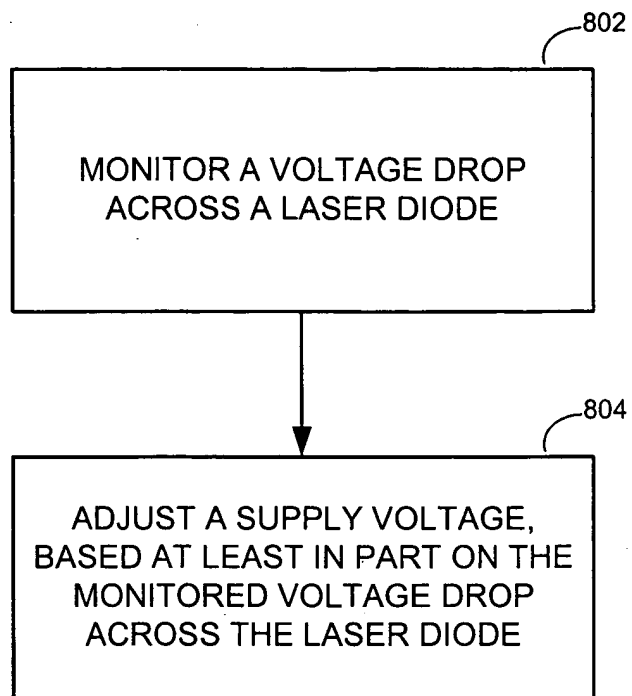 802
MONITOR A VOLTAGE DROP
ACROSS A LASER DIODE
804
ADJUST A SUPPLY VOLTAGE,
BASED AT LEAST IN PART ON THE
MONITORED VOLTAGE DROP
ACROSS THE LASER DIODE